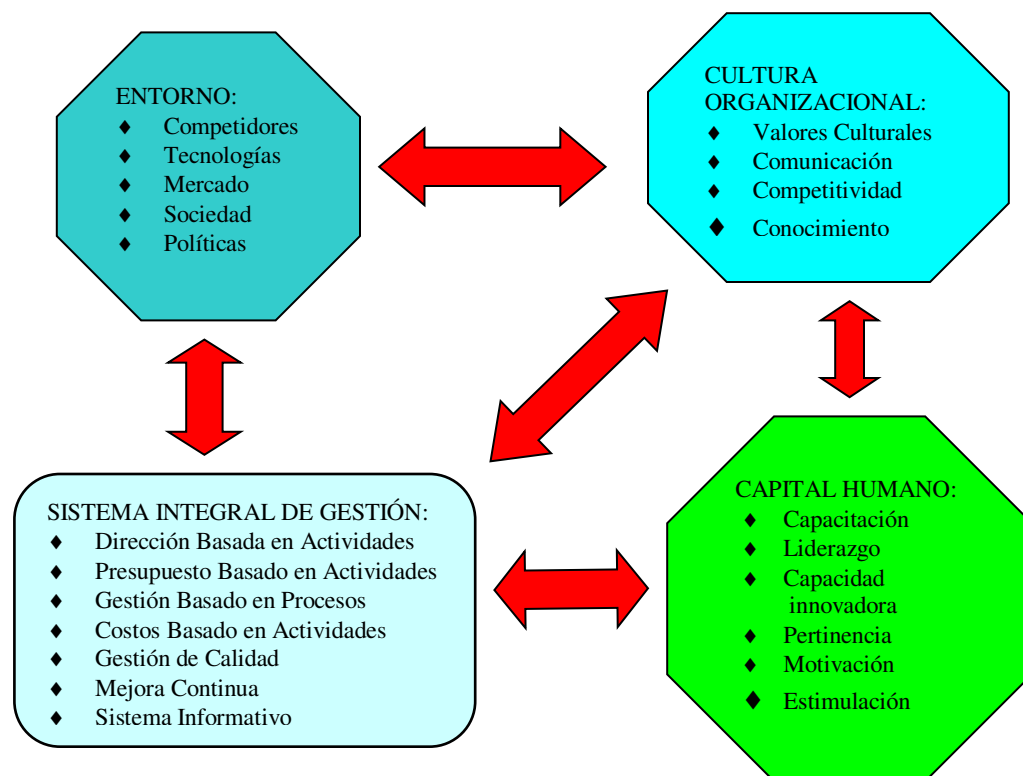 ENTORNO:
♦ Competidores
♦ Tecnologías
♦ Mercado
♦ Sociedad
♦ Políticas
CULTURA
ORGANIZACIONAL:
♦ Valores Culturales
♦ Comunicación
♦ Competitividad
♦ Conocimiento
SISTEMA INTEGRAL DE GESTIÓN:
♦ Dirección Basada en Actividades
♦ Presupuesto Basado en Actividades
♦ Gestión Basado en Procesos
♦ Costos Basado en Actividades
♦ Gestión de Calidad
♦ Mejora Continua
♦ Sistema Informativo
CAPITAL HUMANO:
♦ Capacitación
♦ Liderazgo
♦ Capacidad
innovadora
♦ Pertinencia
♦ Motivación
♦ Estimulación